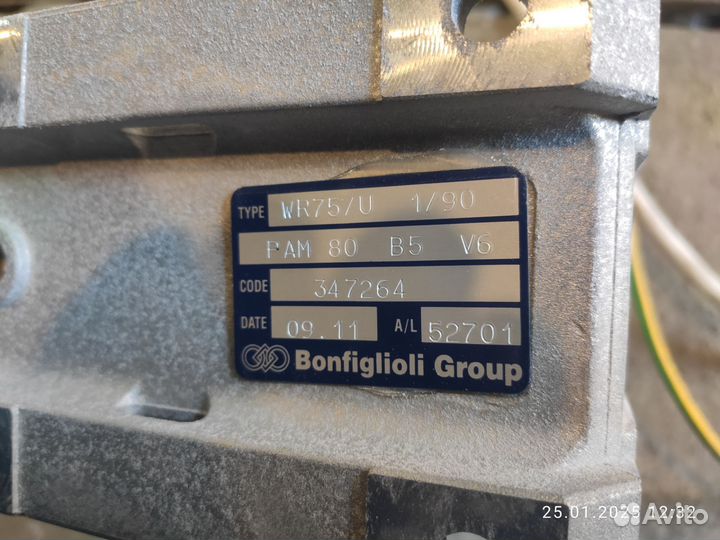 TYPE WR75/U 1/90
PAM 80 B5 V6
CODE 347264
DATE 09.11 A/L 52701
Bonfiglioli Group
25.01.2025 12:32
Avito